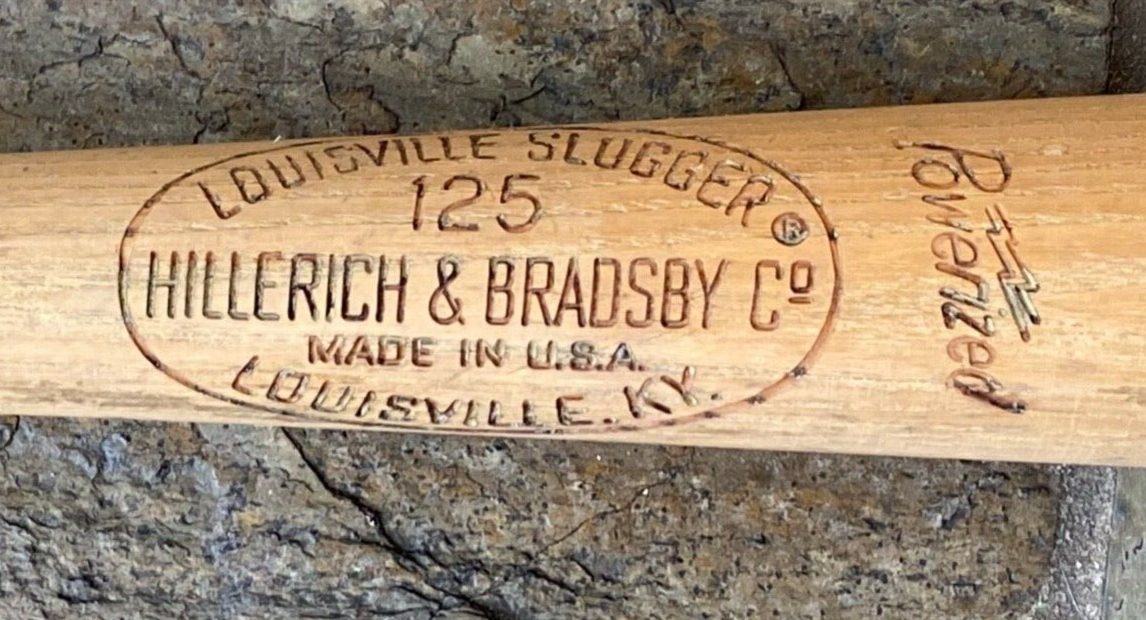 LOUISVILLE SLUGGER®
125
HILLERICH & BRADSBY Cº
MADE IN U.S.A.
LOUISVILLE. KY.
Powerized